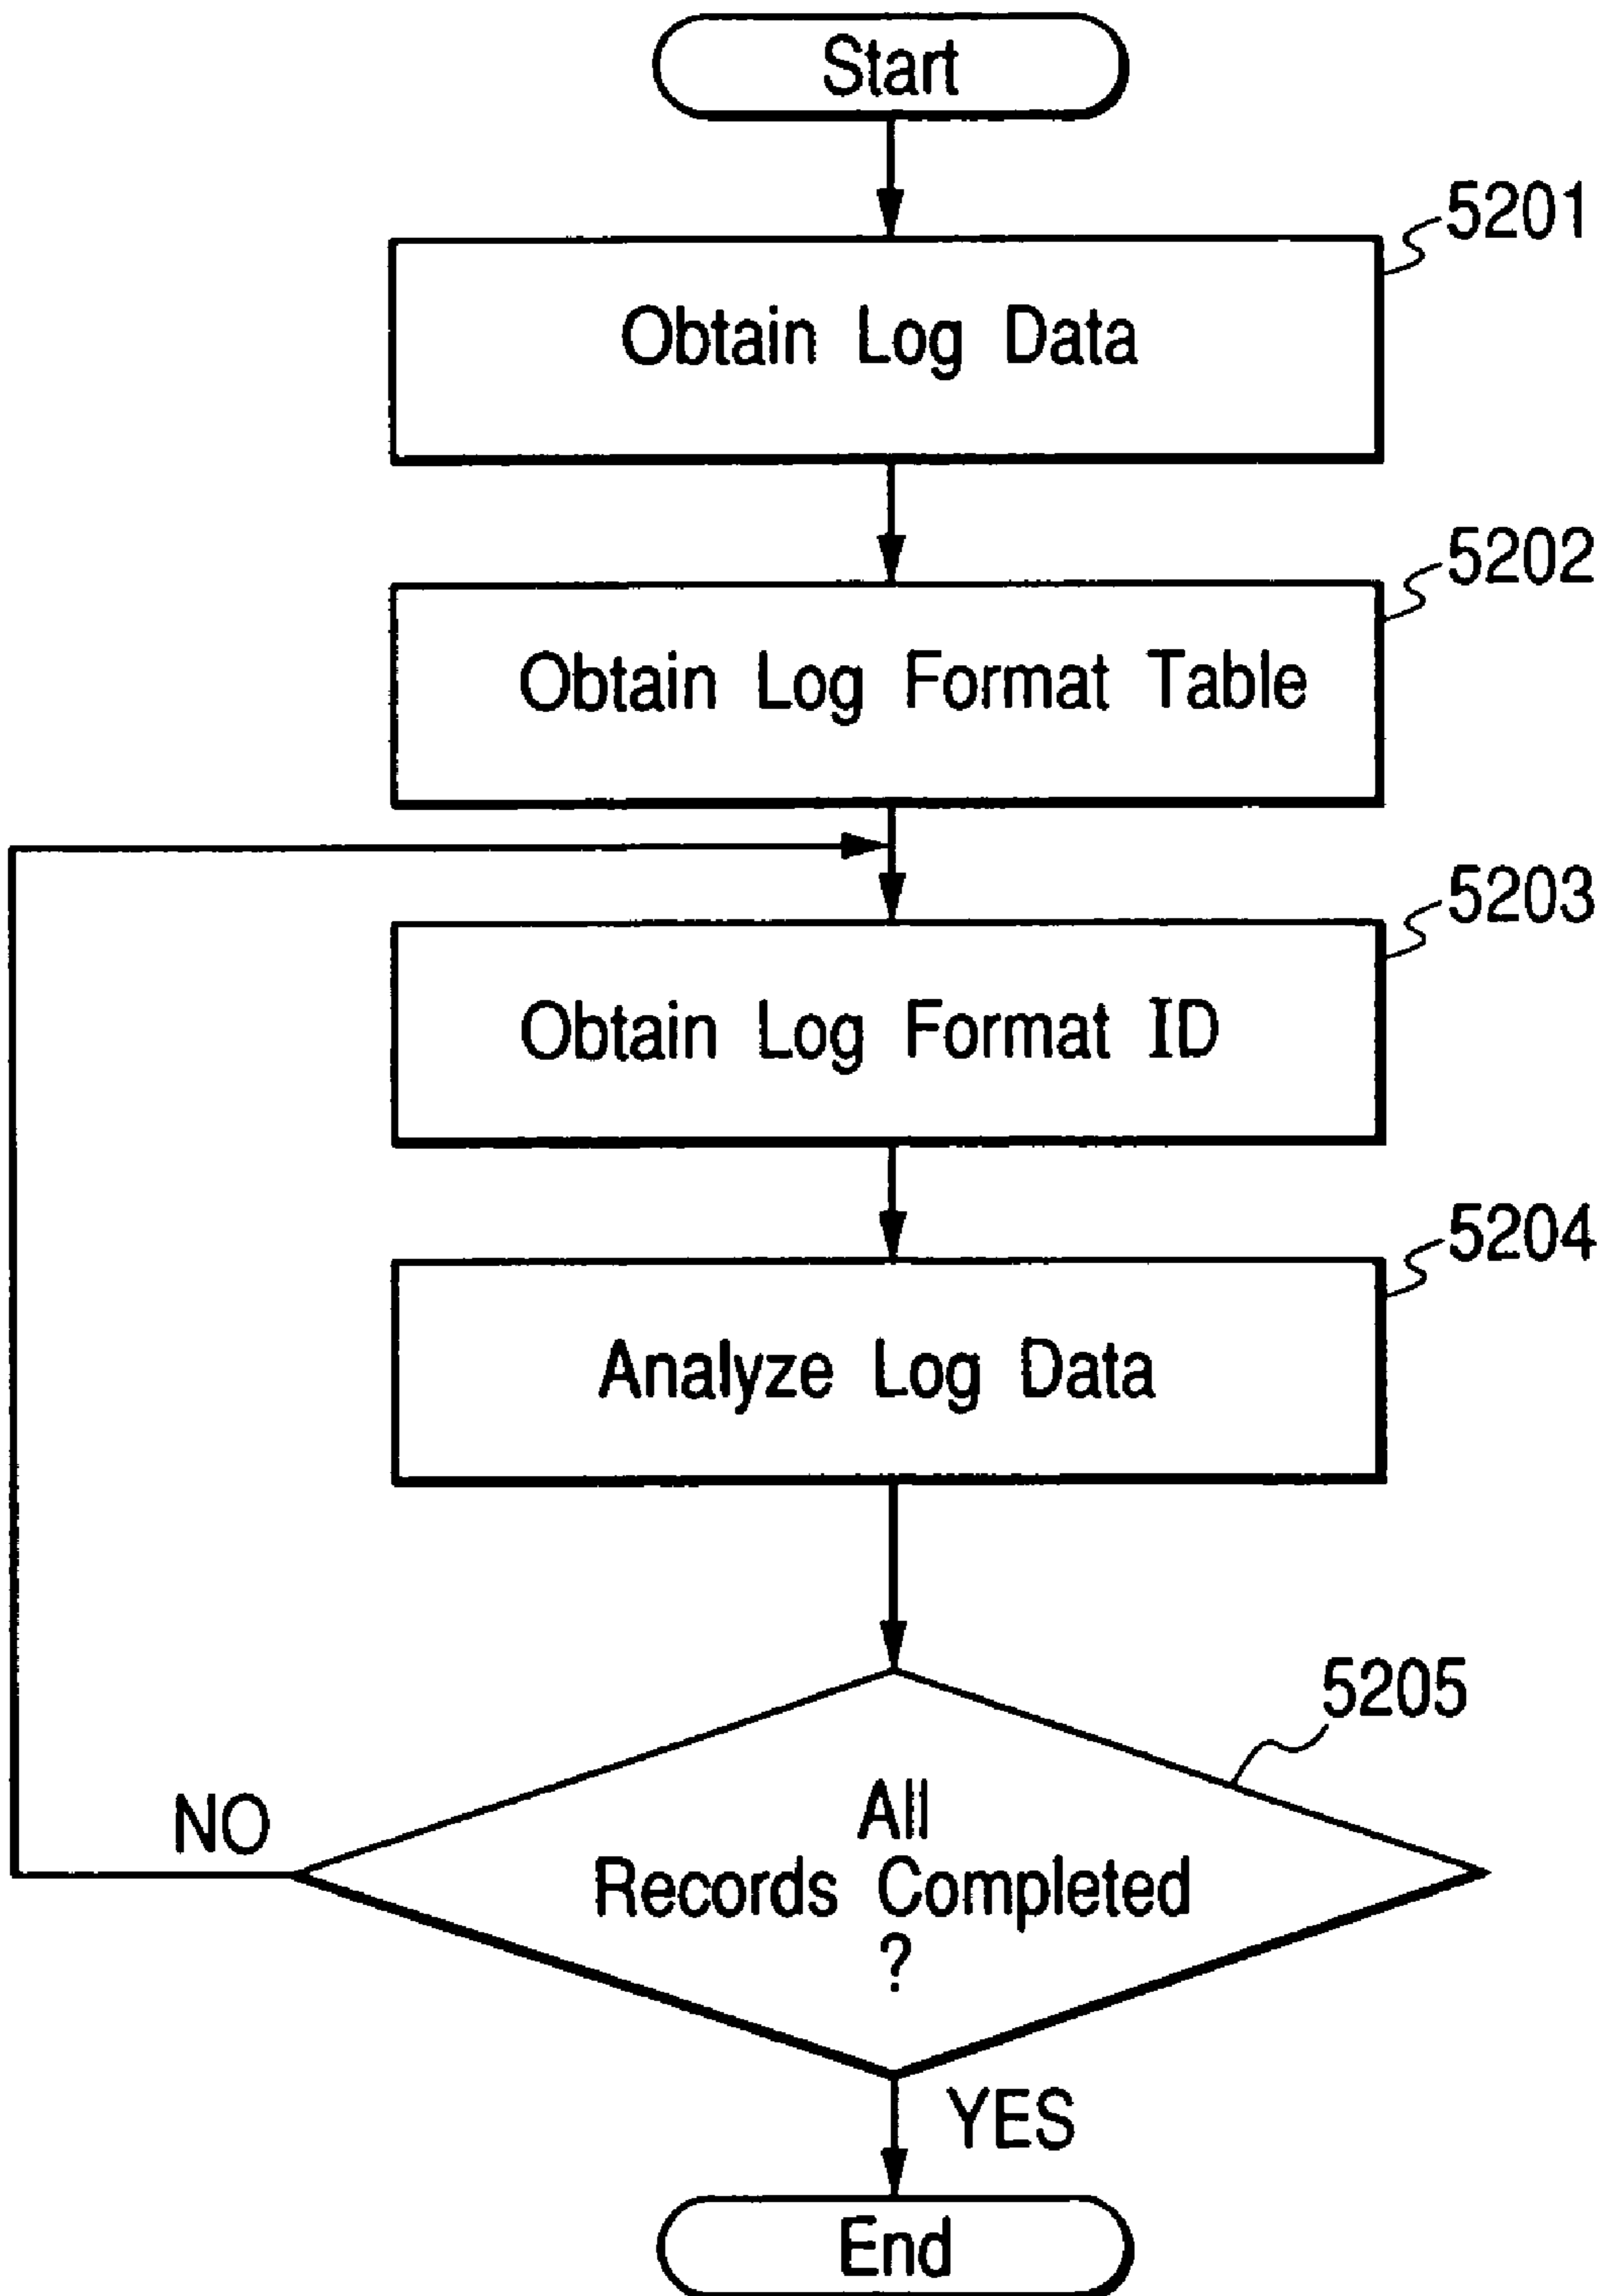 Start
5201
Obtain Log Data
5202
Obtain Log Format Table
5203
Obtain Log Format ID
5204
Analyze Log Data
5205
NO
All
Records Completed
?
YES
End